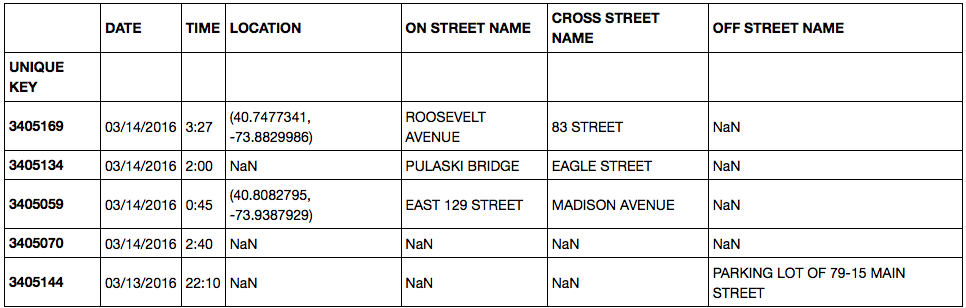 DATE TIME LOCATION ON STREET NAME CROSS STREET NAME OFF STREET NAME
UNIQUE KEY
3405169 03/14/2016 3:27 (40.7477341, -73.8829986) ROOSEVELT AVENUE 83 STREET NaN
3405134 03/14/2016 2:00 NaN PULASKI BRIDGE EAGLE STREET NaN
3405059 03/14/2016 0:45 (40.8082795, -73.9387929) EAST 129 STREET MADISON AVENUE NaN
3405070 03/14/2016 2:40 NaN NaN NaN NaN
3405144 03/13/2016 22:10 NaN NaN NaN PARKING LOT OF 79-15 MAIN STREET